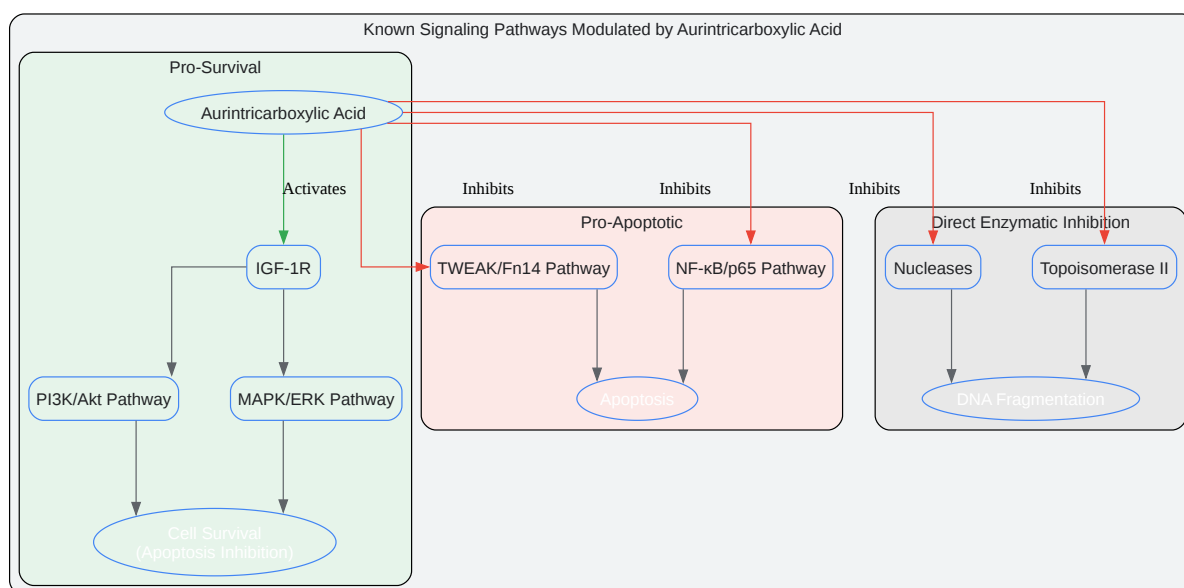 Known Signaling Pathways Modulated by Aurintricarboxylic Acid
Pro-Survival
Aurintricarboxylic Acid
Activates
Inhibits
Inhibits
Inhibits
Inhibits
Pro-Apoptotic
Direct Enzymatic Inhibition
IGF-1R
TWEAK/Fn14 Pathway
NF-κB/p65 Pathway
Nucleases
Topoisomerase II
PI3K/Akt Pathway
MAPK/ERK Pathway
Apoptosis
DNA Fragmentation
Cell Survival
(Apoptosis Inhibition)